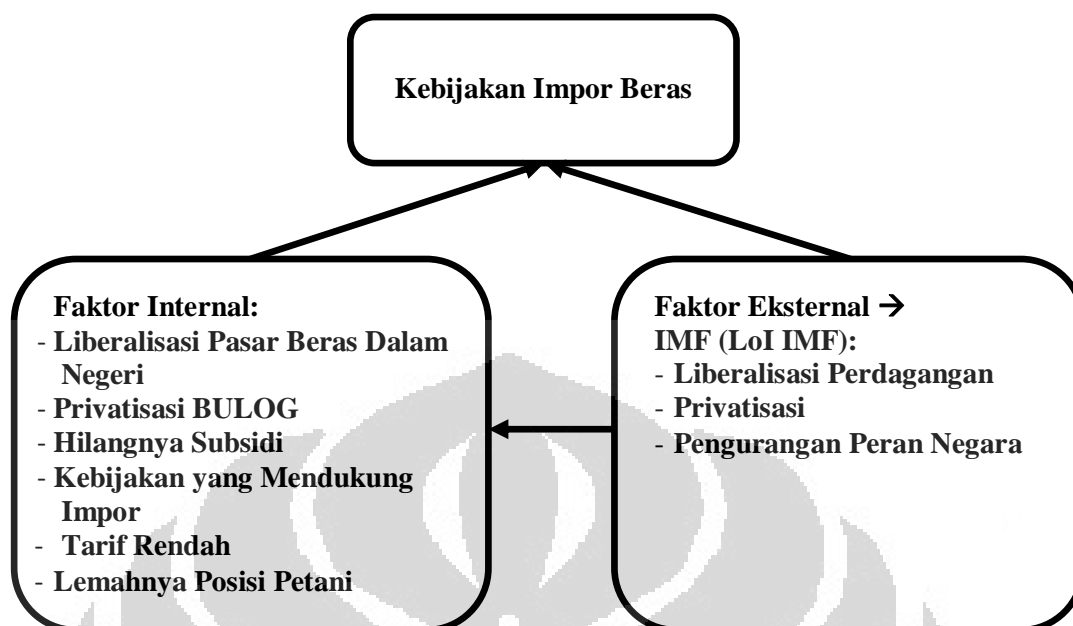 Kebijakan Impor Beras
Faktor Internal:
- Liberalisasi Pasar Beras Dalam
Negeri
- Privatisasi BULOG
- Hilangnya Subsidi
- Kebijakan yang Mendukung
Impor
- Tarif Rendah
- Lemahnya Posisi Petani
Faktor Eksternal →
IMF (LoI IMF):
- Liberalisasi Perdagangan
- Privatisasi
- Pengurangan Peran Negara